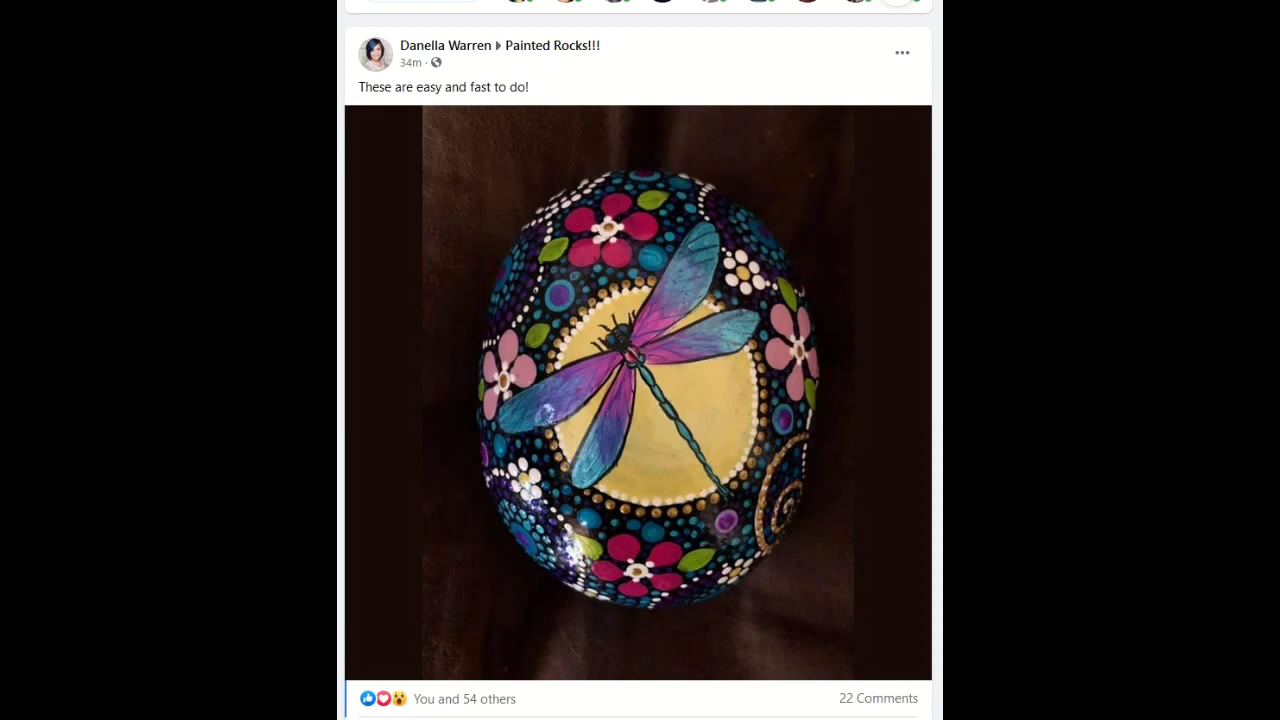 Danella Warren ▸ Painted Rocks!!!
34m ·
These are easy and fast to do!
You and 54 others
22 Comments